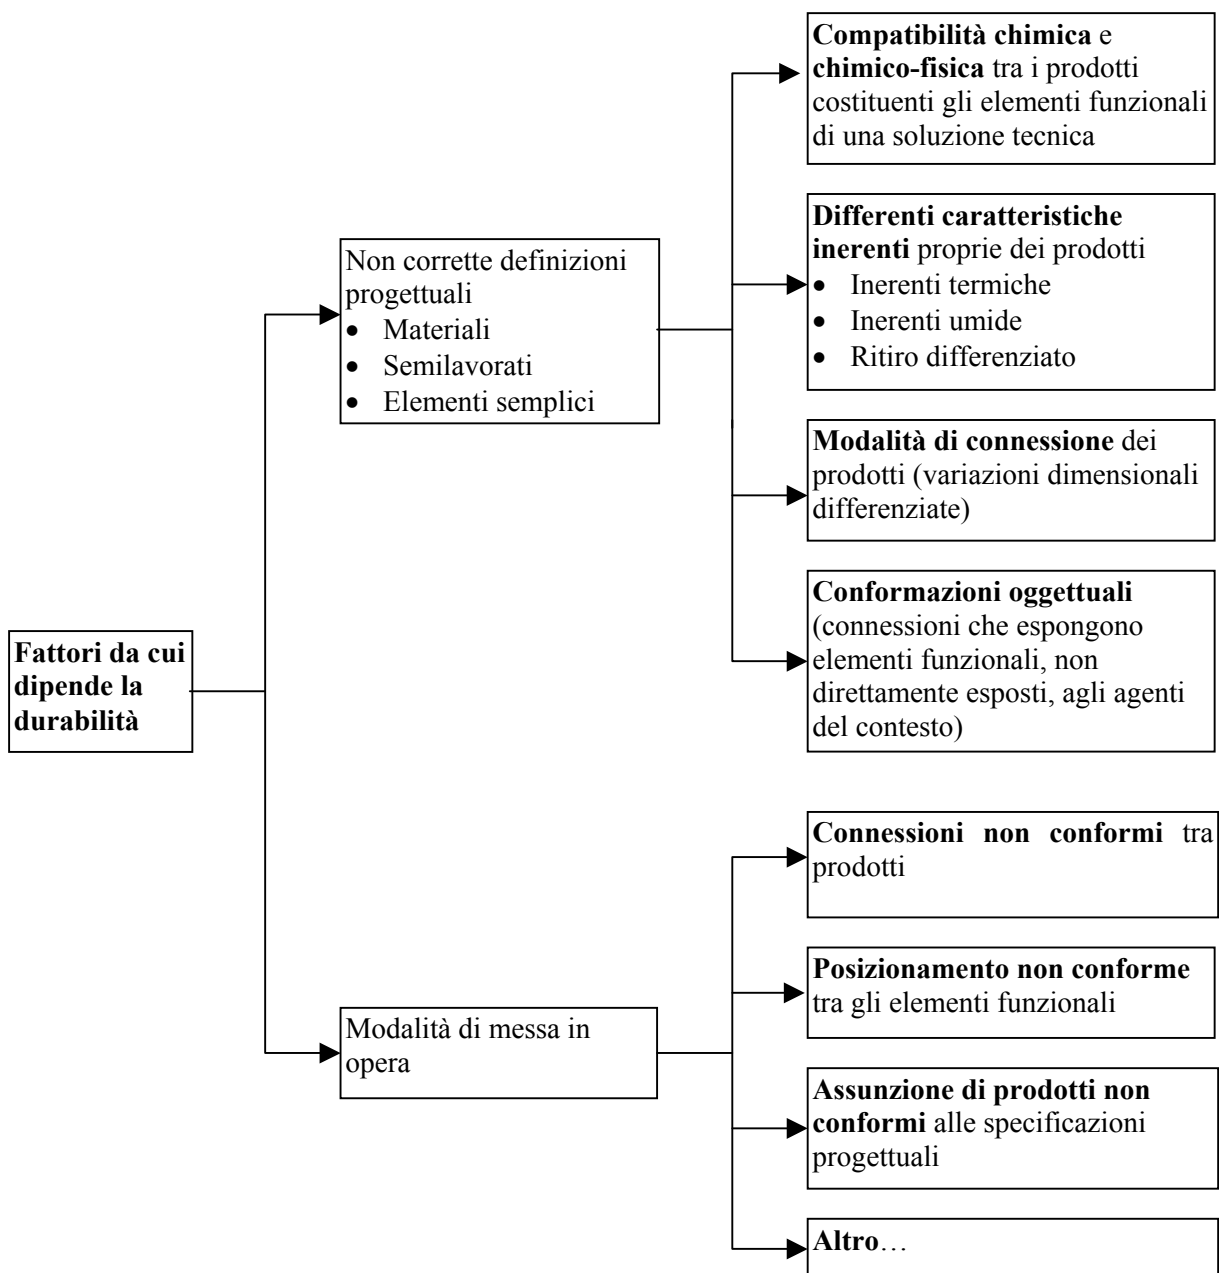 Fattori da cui
dipende la
durabilità
Non corrette definizioni
progettuali
• Materiali
• Semilavorati
• Elementi semplici
Compatibilità chimica e
chimico-fisica tra i prodotti
costituenti gli elementi funzionali
di una soluzione tecnica
Differenti caratteristiche
inerenti proprie dei prodotti
• Inerenti termiche
• Inerenti umide
• Ritiro differenziato
Modalità di connessione dei
prodotti (variazioni dimensionali
differenziate)
Conformazioni oggettuali
(connessioni che espongono
elementi funzionali, non
direttamente esposti, agli agenti
del contesto)
Modalità di messa in
opera
Connessioni non conformi tra
prodotti
Posizionamento non conforme
tra gli elementi funzionali
Assunzione di prodotti non
conformi alle specificazioni
progettuali
Altro…